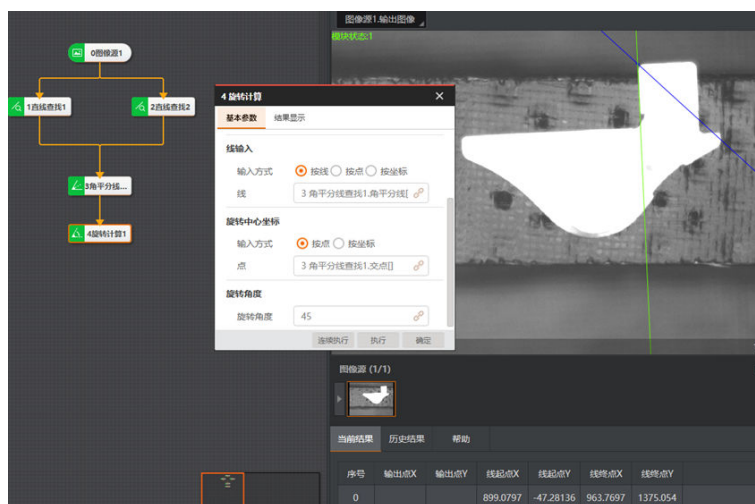 图像源1.输出图像
模块状态:1
0图像源1
1直线查找1
2直线查找2
3角平分线...
4旋转计算1
4 旋转计算
基本参数 结果显示
线输入
输入方式 按线 按点 按坐标
线 3 角平分线查找1.角平分线[
旋转中心坐标
输入方式 按点 按坐标
点 3 角平分线查找1.交点[]
旋转角度
旋转角度 45
连续执行 执行 确定
图像源 (1/1)
当前结果 历史结果 帮助
序号 输出点X 输出点Y 线起点X 线起点Y 线终点X 线终点Y
0 899.0797 -47.28136 963.7697 1375.054